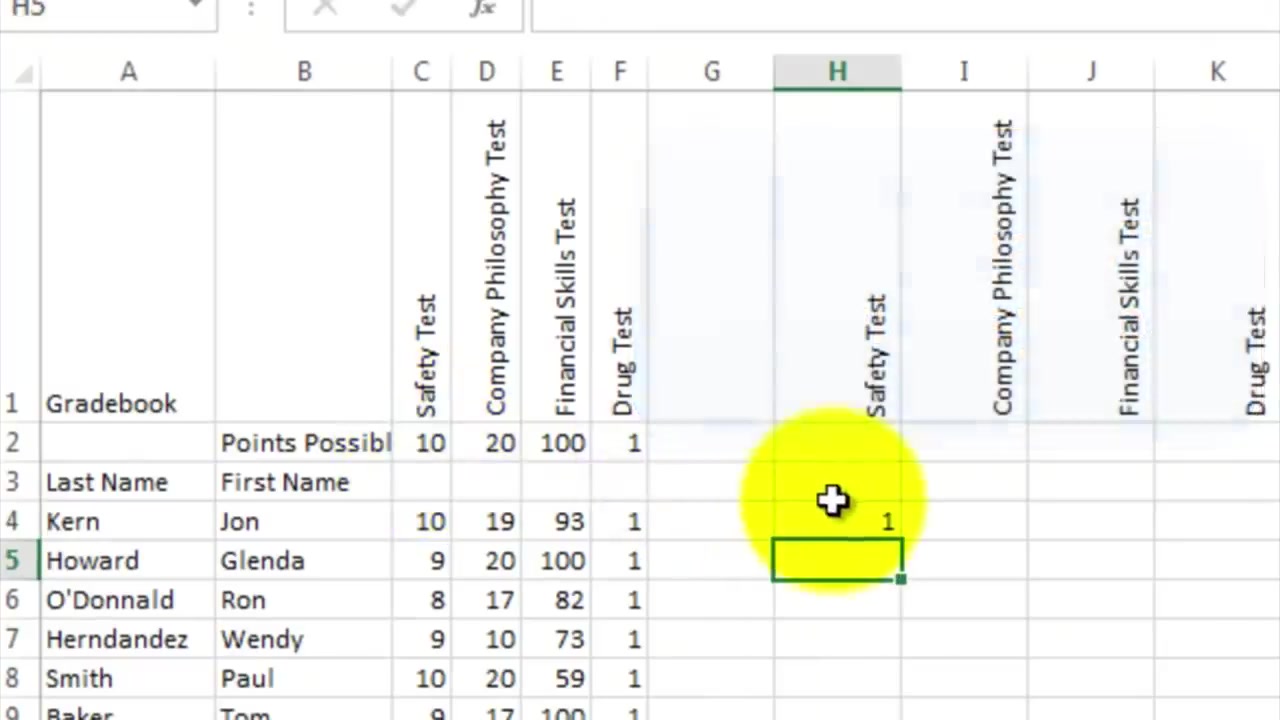 H5 fx
A B C D E F G H I J K
1 Gradebook Safety Test Company Philosophy Test Financial Skills Test Drug Test Safety Test Company Philosophy Test Financial Skills Test Drug Test
2 Points Possibl 10 20 100 1
3 Last Name First Name
4 Kern Jon 10 19 93 1 1
5 Howard Glenda 9 20 100 1
6 O'Donnald Ron 8 17 82 1
7 Herndandez Wendy 9 10 73 1
8 Smith Paul 10 20 59 1
9 Baker Tom 9 17 100 1